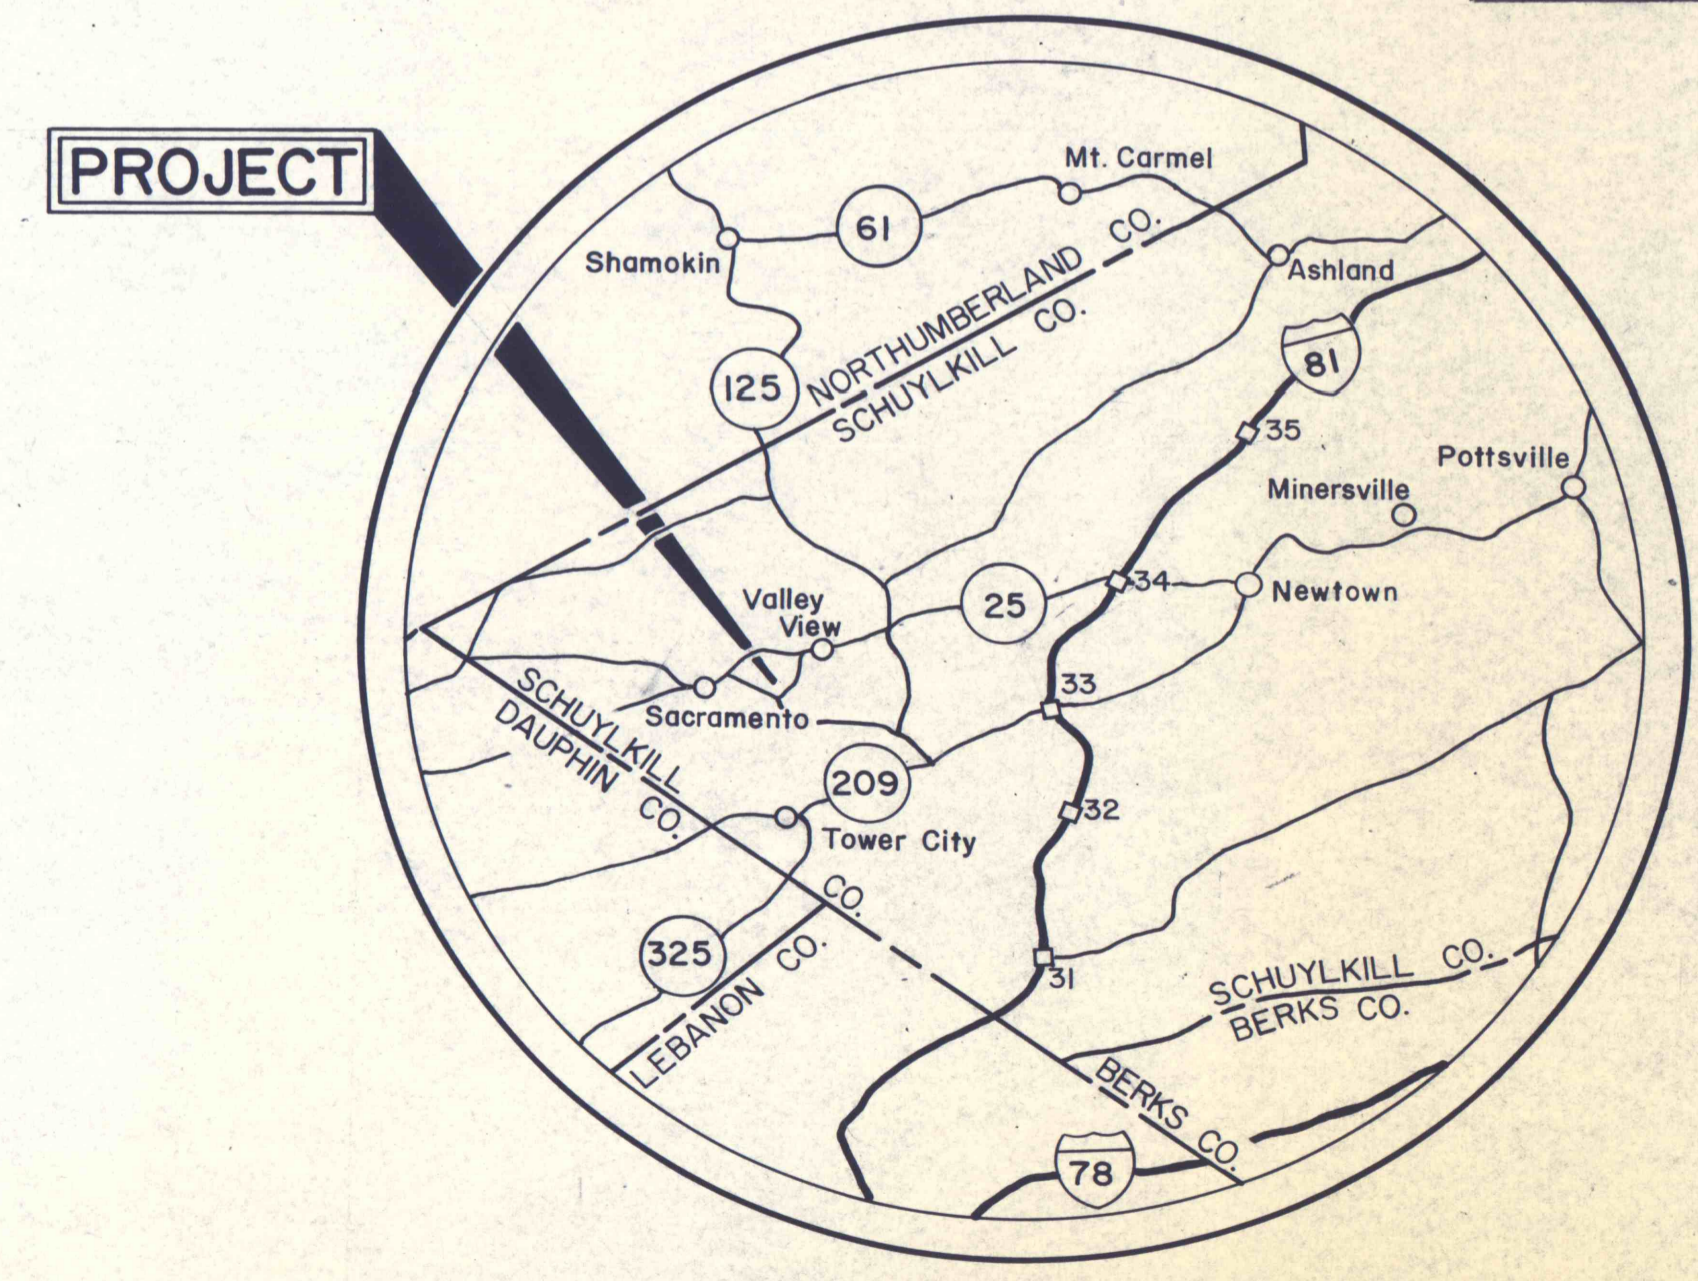 PROJECT
Mt. Carmel
61
Shamokin
Ashland
NORTHUMBERLAND CO.
SCHUYLKILL CO.
125
81
35
Pottsville
Minersville
34
25
Newtown
Valley
View
33
Sacramento
SCHUYLKILL CO.
DAUPHIN CO.
209
32
Tower City
325
LEBANON CO.
31
SCHUYLKILL CO.
BERKS CO.
BERKS CO.
78